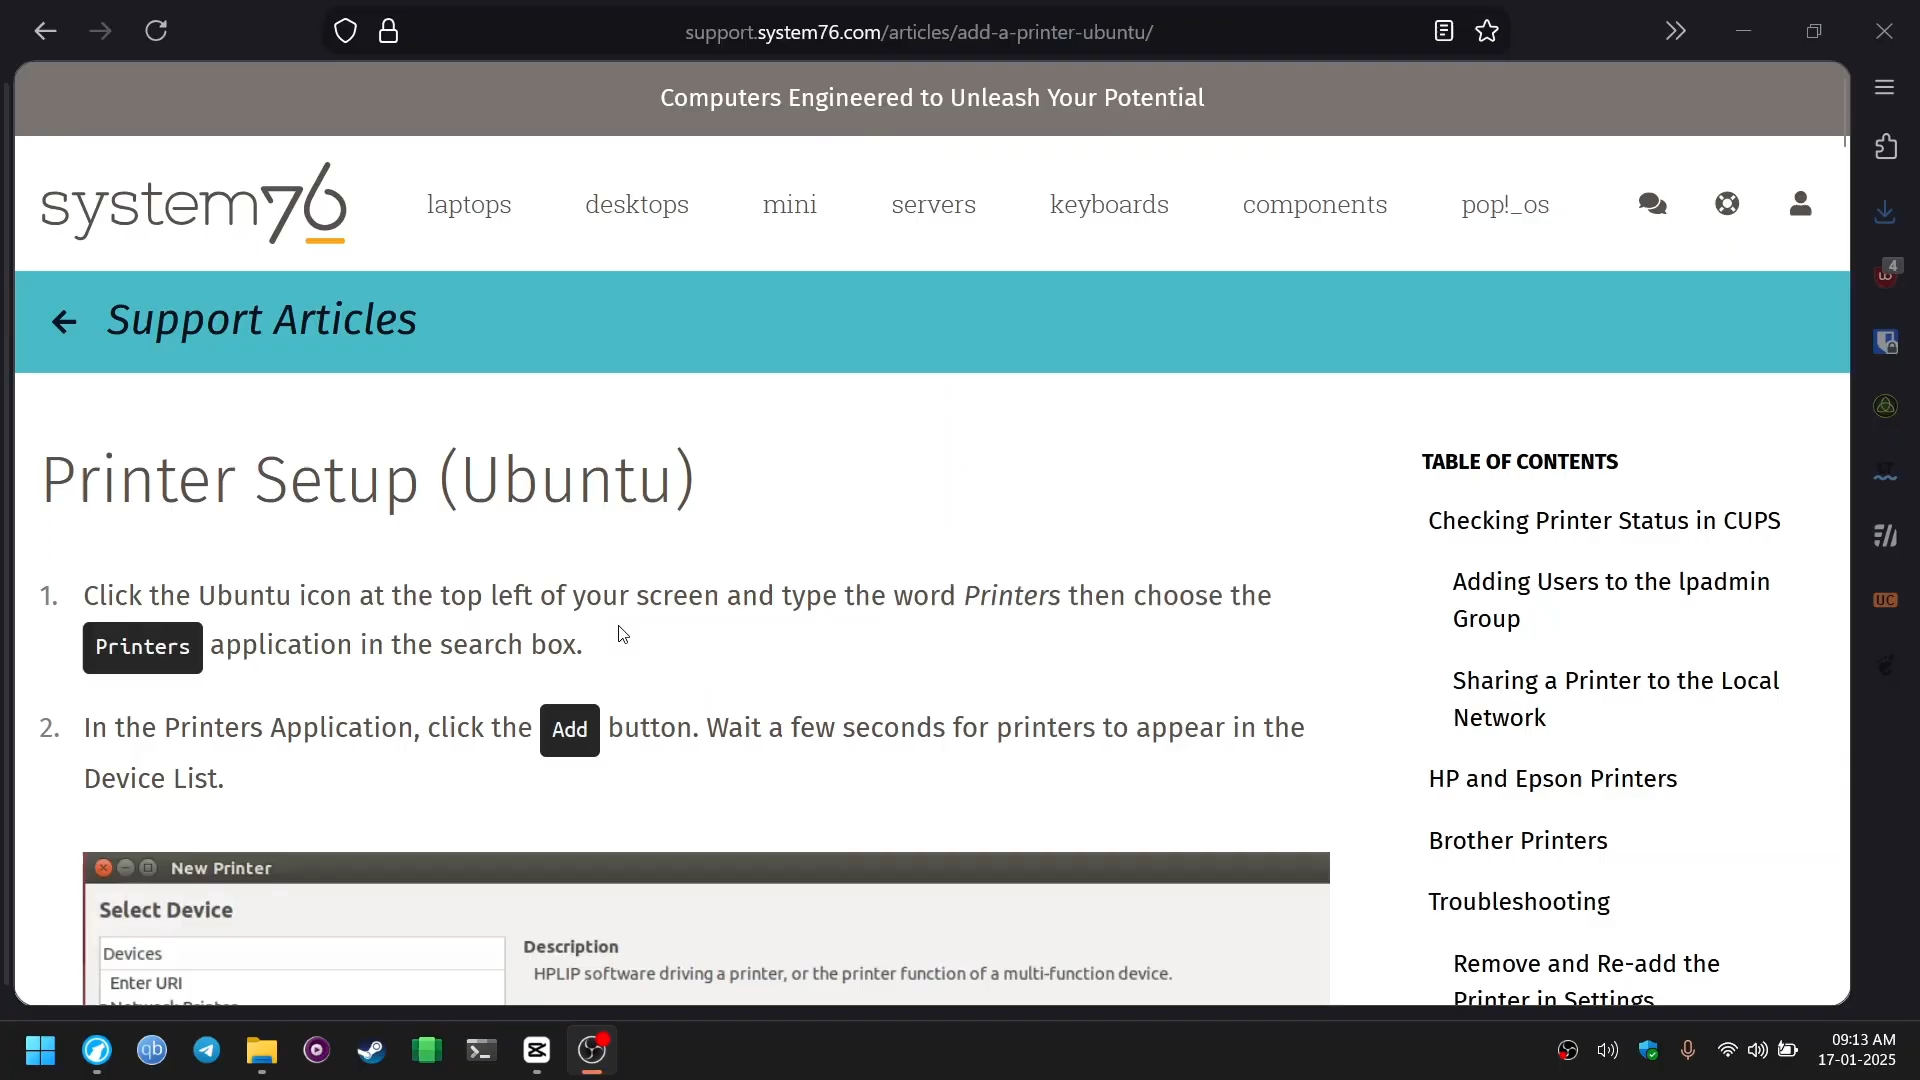 support.system76.com/articles/add-a-printer-ubuntu/
Computers Engineered to Unleash Your Potential
system76
laptops
desktops
mini
servers
keyboards
components
pop!_os
4
Support Articles
Printer Setup (Ubuntu)
1. Click the Ubuntu icon at the top left of your screen and type the word Printers then choose the
Printers application in the search box.
2. In the Printers Application, click the Add button. Wait a few seconds for printers to appear in the
Device List.
New Printer
Select Device
Devices
Enter URI
Network Printer
Description
HPLIP software driving a printer, or the printer function of a multi-function device.
TABLE OF CONTENTS
Checking Printer Status in CUPS
Adding Users to the lpadmin
Group
Sharing a Printer to the Local
Network
HP and Epson Printers
Brother Printers
Troubleshooting
Remove and Re-add the
Printer in Settings
UC
qb
09:13 AM
17-01-2025